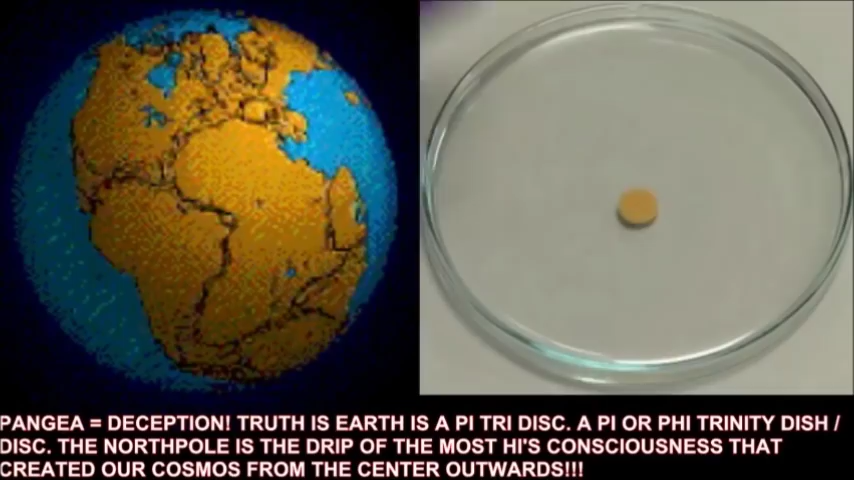 PANGEA = DECEPTION! TRUTH IS EARTH IS A PI TRI DISC. A PI OR PHI TRINITY DISH /
DISC. THE NORTHPOLE IS THE DRIP OF THE MOST HI'S CONSCIOUSNESS THAT
CREATED OUR COSMOS FROM THE CENTER OUTWARDS!!!